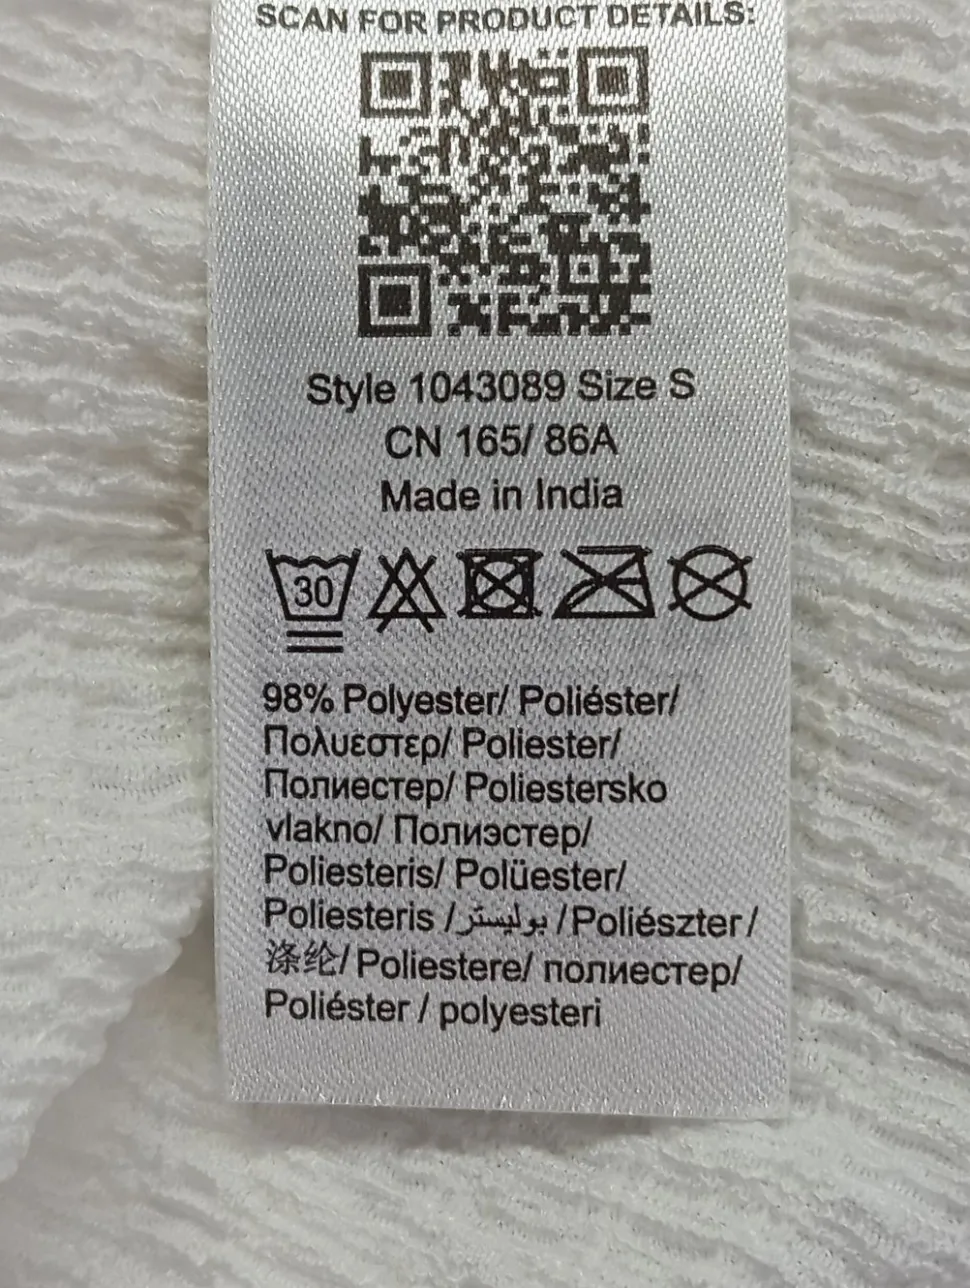 SCAN FOR PRODUCT DETAILS:
Style 1043089 Size S
CN 165/ 86A
Made in India
30
98% Polyester/ Poliéster/
Πολυεστερ/ Poliester/
Полиестер/ Poliestersko
vlakno/ Полиэстер/
Poliesteris/ Polüester/
Poliesteris / بوليستر / Poliészter /
涤纶/ Poliestere/ полиестер/
Poliéster / polyesteri